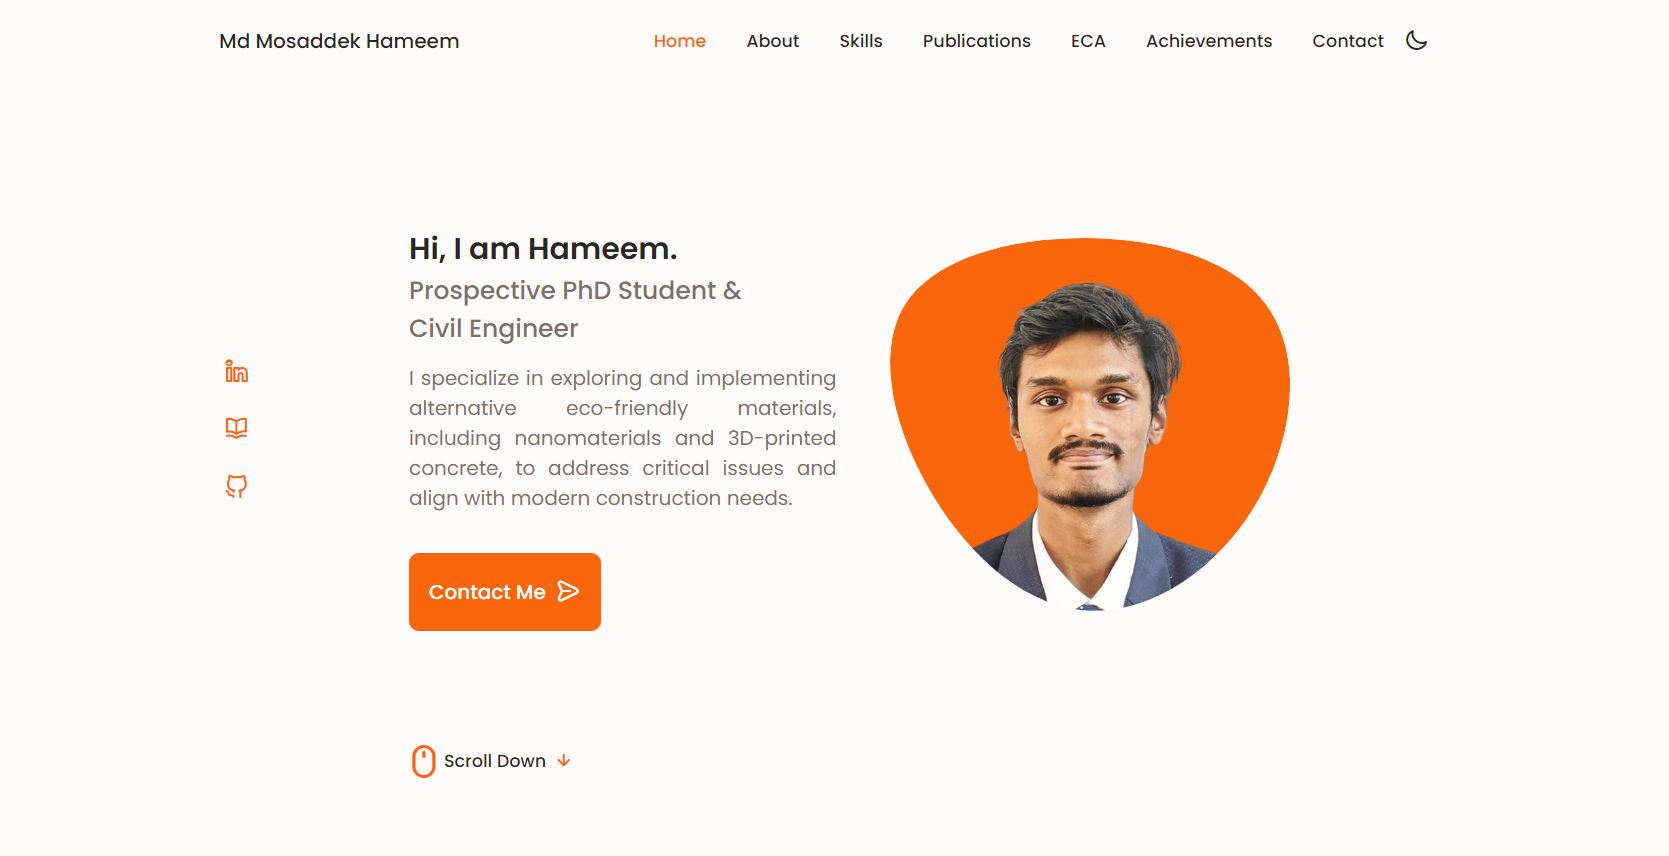 Md Mosaddek Hameem
Home
About
Skills
Publications
ECA
Achievements
Contact
Hi, I am Hameem.
Prospective PhD Student &
Civil Engineer
I specialize in exploring and implementing
alternative eco-friendly materials,
including nanomaterials and 3D-printed
concrete, to address critical issues and
align with modern construction needs.
Contact Me
Scroll Down